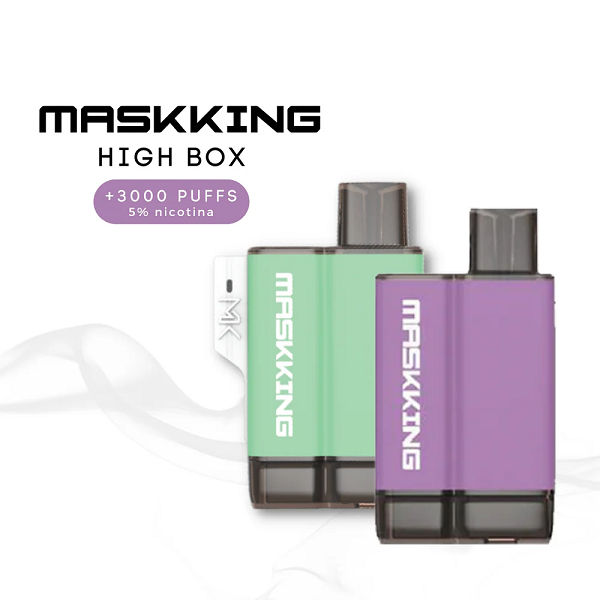 MASKKING
HIGH BOX
+3000 PUFFS
5% nicotina
MK
MASKKING
MASKKING